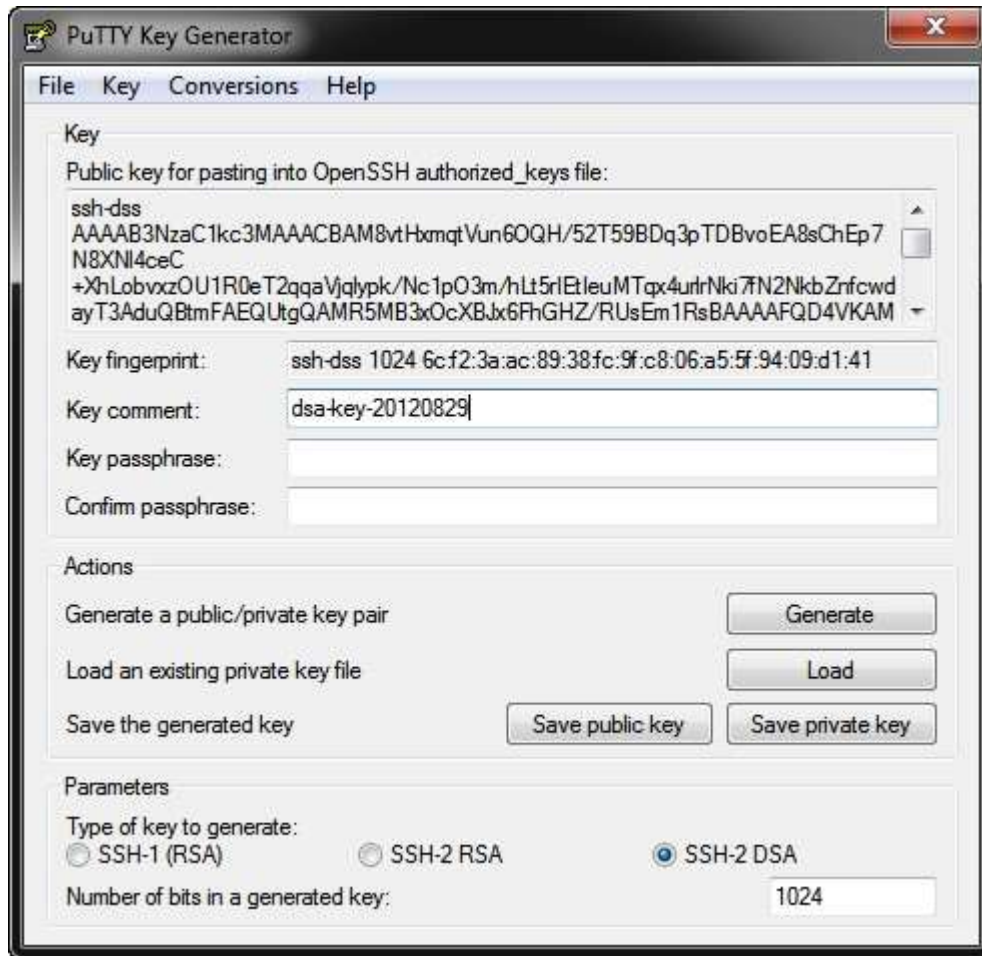 PuTTY Key Generator
File Key Conversions Help
Key
Public key for pasting into OpenSSH authorized_keys file:
ssh-dss
AAAAB3NzaC1kc3MAAACBAM8vtHxmqtVun6OQH/52T59BDq3pTDBvoEA8sChEp7
N8XNl4ceC
+XhLobvxzOU1R0eT2qqaVjqlypk/Nc1pO3m/hLt5rlEtleuMTqx4urlrNki7fN2NkbZnfcwd
ayT3AduQBtmFAEQUtgQAMR5MB3xOcXBJx6FhGHZ/RUsEm1RsBAAAAFQD4VKAM
Key fingerprint: ssh-dss 1024 6c:f2:3a:ac:89:38:fc:9f:c8:06:a5:5f:94:09:d1:41
Key comment: dsa-key-20120829
Key passphrase:
Confirm passphrase:
Actions
Generate a public/private key pair Generate
Load an existing private key file Load
Save the generated key Save public key Save private key
Parameters
Type of key to generate:
SSH-1 (RSA) SSH-2 RSA SSH-2 DSA
Number of bits in a generated key: 1024